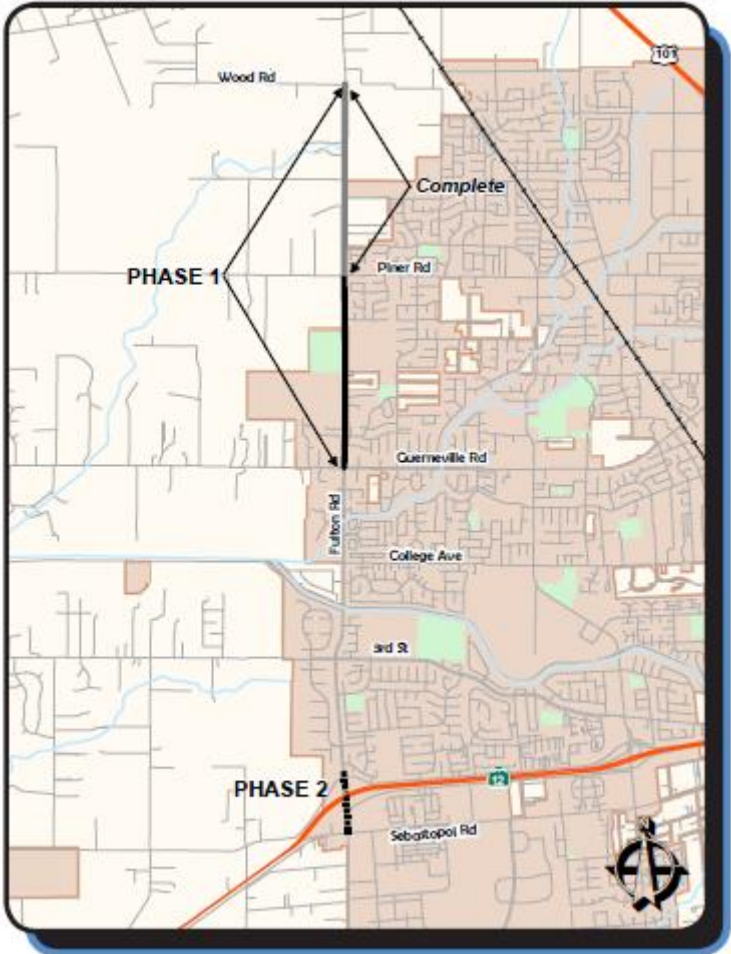 101
Wood Rd
Complete
Piner Rd
PHASE 1
Guerneville Rd
Fulton Rd
College Ave
3rd St
12
PHASE 2
Sebastopol Rd
N